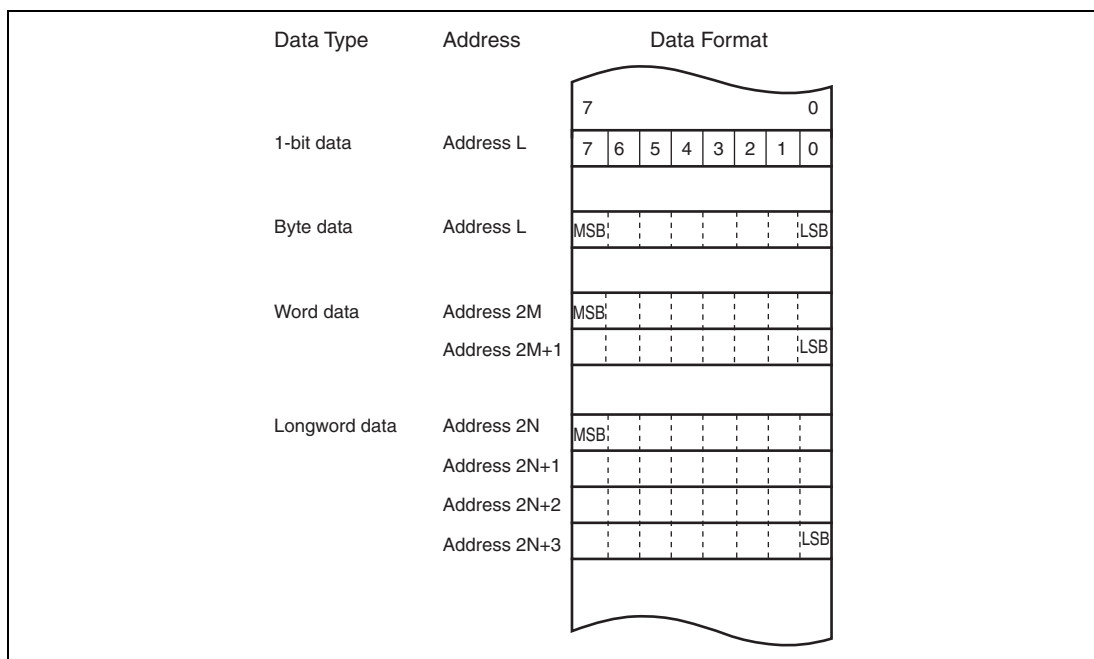 Data Type Address Data Format
7 0
1-bit data Address L 7 6 5 4 3 2 1 0
Byte data Address L MSB LSB
Word data Address 2M MSB
Address 2M+1 LSB
Longword data Address 2N MSB
Address 2N+1
Address 2N+2
Address 2N+3 LSB